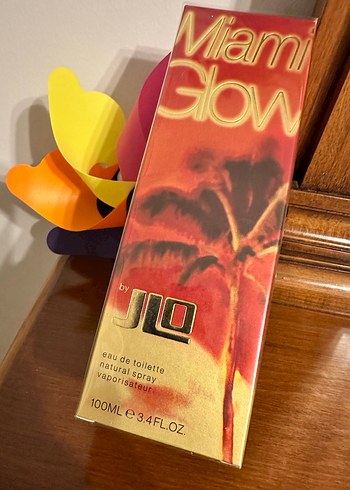 Miami
Glow
by
JLO
eau de toilette
natural spray
vaporisateur
100ML ℮ 3.4FL.OZ.